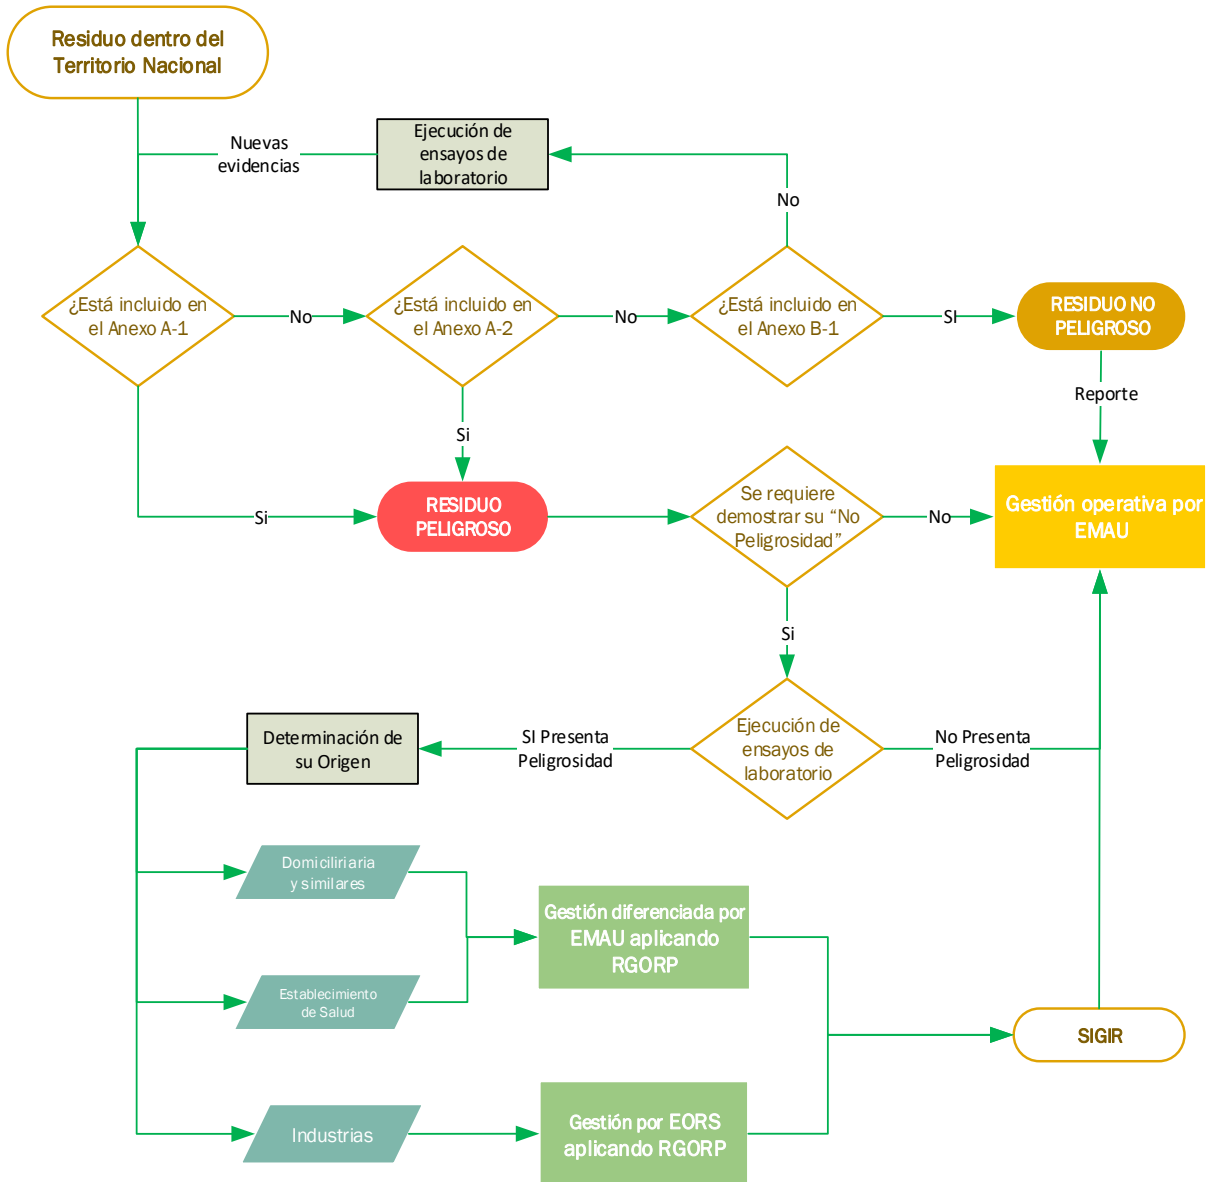 Residuo dentro del
Territorio Nacional
Nuevas
evidencias
Ejecución de
ensayos de
laboratorio
No
¿Está incluido en
el Anexo A-1
No
¿Está incluido en
el Anexo A-2
No
¿Está incluido en
el Anexo B-1
SI
RESIDUO NO
PELIGROSO
Reporte
Si
Si
RESIDUO
PELIGROSO
Se requiere
demostrar su “No
Peligrosidad”
No
Gestión operativa por
EMAU
Si
Determinación de
su Origen
SI Presenta
Peligrosidad
Ejecución de
ensayos de
laboratorio
No Presenta
Peligrosidad
Domiciliriaria
y similares
Gestión diferenciada por
EMAU aplicando
RGORP
Establecimiento
de Salud
SIGIR
Industrias
Gestión por EORS
aplicando RGORP